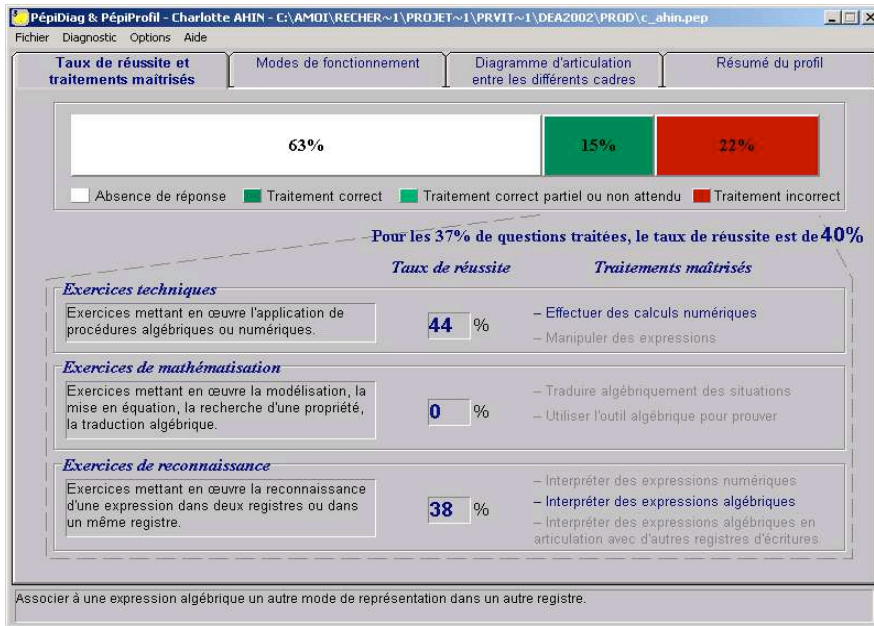 PépiDiag & PépiProfil - Charlotte AHIN - C:\AMOI\RECHER~1\PROJET~1\PRVIT~1\DEA2002\PROD\c_ahin.pep
Fichier Diagnostic Options Aide
Taux de réussite et traitements maîtrisés
Modes de fonctionnement
Diagramme d'articulation entre les différents cadres
Résumé du profil
63% 15% 22%
Absence de réponse Traitement correct Traitement correct partiel ou non attendu Traitement incorrect
Pour les 37% de questions traitées, le taux de réussite est de 40%
Taux de réussite Traitements maîtrisés
Exercices techniques
Exercices mettant en œuvre l'application de
procédures algébriques ou numériques.
44 %
– Effectuer des calculs numériques
– Manipuler des expressions
Exercices de mathématisation
Exercices mettant en œuvre la modélisation, la
mise en équation, la recherche d'une propriété,
la traduction algébrique.
0 %
– Traduire algébriquement des situations
– Utiliser l'outil algébrique pour prouver
Exercices de reconnaissance
Exercices mettant en œuvre la reconnaissance
d'une expression dans deux registres ou dans
un même registre.
38 %
– Interpréter des expressions numériques
– Interpréter des expressions algébriques
– Interpréter des expressions algébriques en
articulation avec d'autres registres d'écritures
Associer à une expression algébrique un autre mode de représentation dans un autre registre.